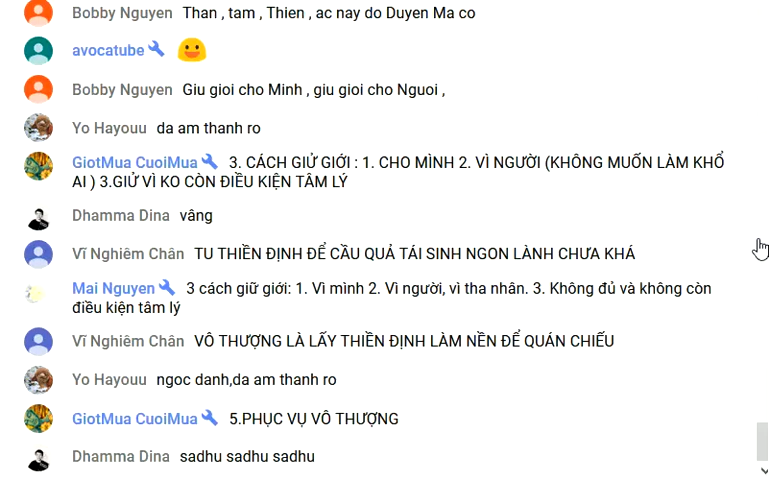 Bobby Nguyen Than , tam , Thien , ac nay do Duyen Ma co
avocatube
Bobby Nguyen Giu gioi cho Minh , giu gioi cho Nguoi ,
Yo Hayouu da am thanh ro
GiotMua CuoiMua 3. CÁCH GIỬ GIỚI : 1. CHO MÌNH 2. VÌ NGƯỜI (KHÔNG MUỐN LÀM KHỔ
AI ) 3.GIỬ VÌ KO CÒN ĐIỀU KIỆN TÂM LÝ
Dhamma Dina vâng
Vĩ Nghiêm Chân TU THIỀN ĐỊNH ĐỂ CẦU QUẢ TÁI SINH NGON LÀNH CHƯA KHÁ
Mai Nguyen 3 cách giữ giới: 1. Vì mình 2. Vì người, vì tha nhân. 3. Không đủ và không còn
điều kiện tâm lý
Vĩ Nghiêm Chân VÔ THƯỢNG LÀ LẤY THIỀN ĐỊNH LÀM NỀN ĐỂ QUÁN CHIẾU
Yo Hayouu ngoc danh,da am thanh ro
GiotMua CuoiMua 5.PHỤC VỤ VÔ THƯỢNG
Dhamma Dina sadhu sadhu sadhu